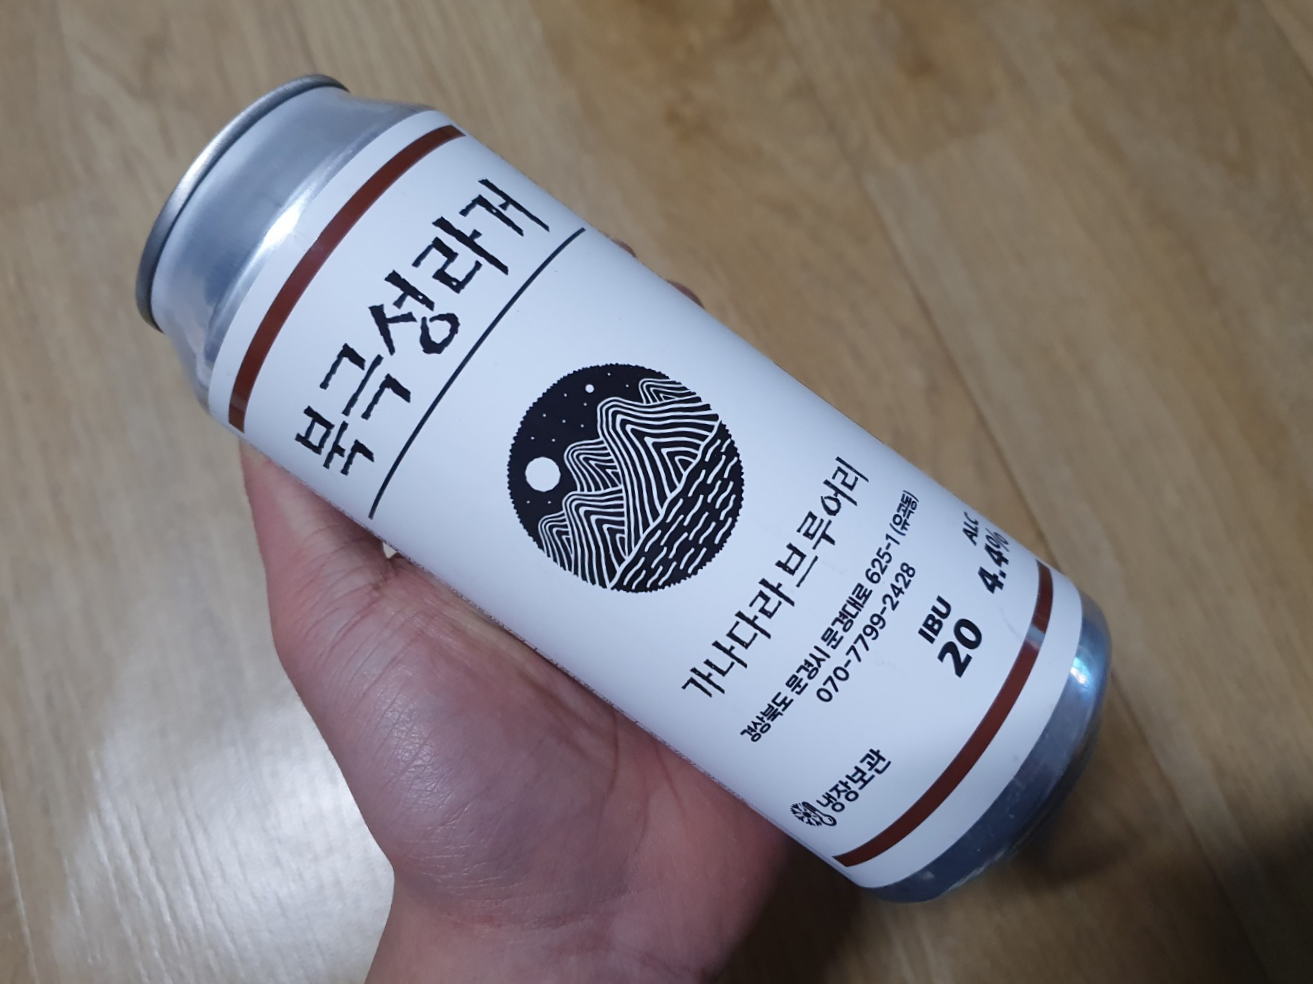 북극성라거
가나다라브루어리
경상북도 문경시 문경대로 625-1 (유곡동)
070-7799-2428
IBU
20
ALC
4.4%
냉장보관